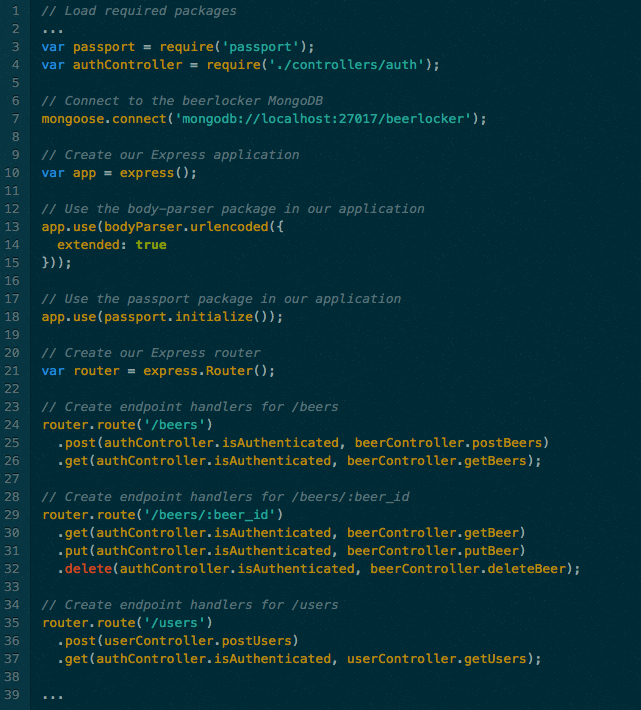 1 // Load required packages
2 ...
3 var passport = require('passport');
4 var authController = require('./controllers/auth');
5
6 // Connect to the beerlocker MongoDB
7 mongoose.connect('mongodb://localhost:27017/beerlocker');
8
9 // Create our Express application
10 var app = express();
11
12 // Use the body-parser package in our application
13 app.use(bodyParser.urlencoded({
14   extended: true
15 }));
16
17 // Use the passport package in our application
18 app.use(passport.initialize());
19
20 // Create our Express router
21 var router = express.Router();
22
23 // Create endpoint handlers for /beers
24 router.route('/beers')
25   .post(authController.isAuthenticated, beerController.postBeers)
26   .get(authController.isAuthenticated, beerController.getBeers);
27
28 // Create endpoint handlers for /beers/:beer_id
29 router.route('/beers/:beer_id')
30   .get(authController.isAuthenticated, beerController.getBeer)
31   .put(authController.isAuthenticated, beerController.putBeer)
32   .delete(authController.isAuthenticated, beerController.deleteBeer);
33
34 // Create endpoint handlers for /users
35 router.route('/users')
36   .post(userController.postUsers)
37   .get(authController.isAuthenticated, userController.getUsers);
38
39 ...